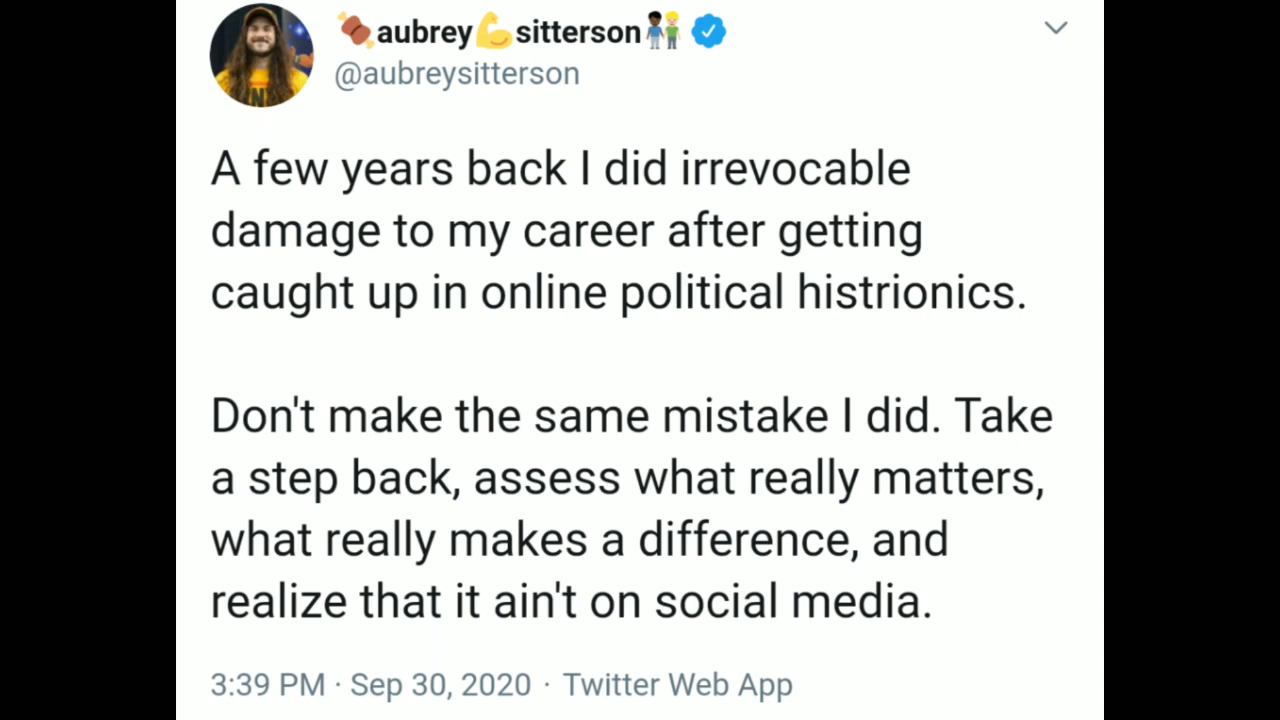 🍖aubrey💪sitterson🧑🏿‍🤝‍🧑🏼
@aubreysitterson
A few years back I did irrevocable
damage to my career after getting
caught up in online political histrionics.
Don't make the same mistake I did. Take
a step back, assess what really matters,
what really makes a difference, and
realize that it ain't on social media.
3:39 PM · Sep 30, 2020 · Twitter Web App